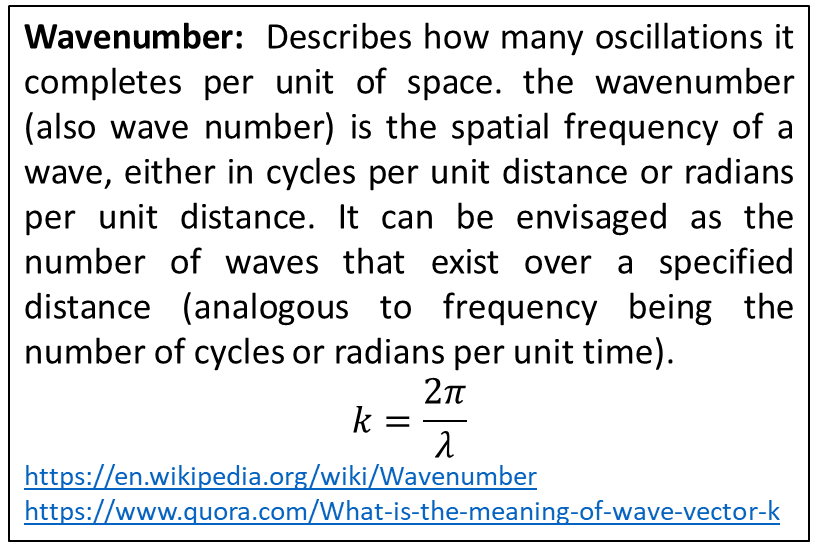 Wavenumber: Describes how many oscillations it
completes per unit of space. the wavenumber
(also wave number) is the spatial frequency of a
wave, either in cycles per unit distance or radians
per unit distance. It can be envisaged as the
number of waves that exist over a specified
distance (analogous to frequency being the
number of cycles or radians per unit time).
k = 2π/λ
https://en.wikipedia.org/wiki/Wavenumber
https://www.quora.com/What-is-the-meaning-of-wave-vector-k